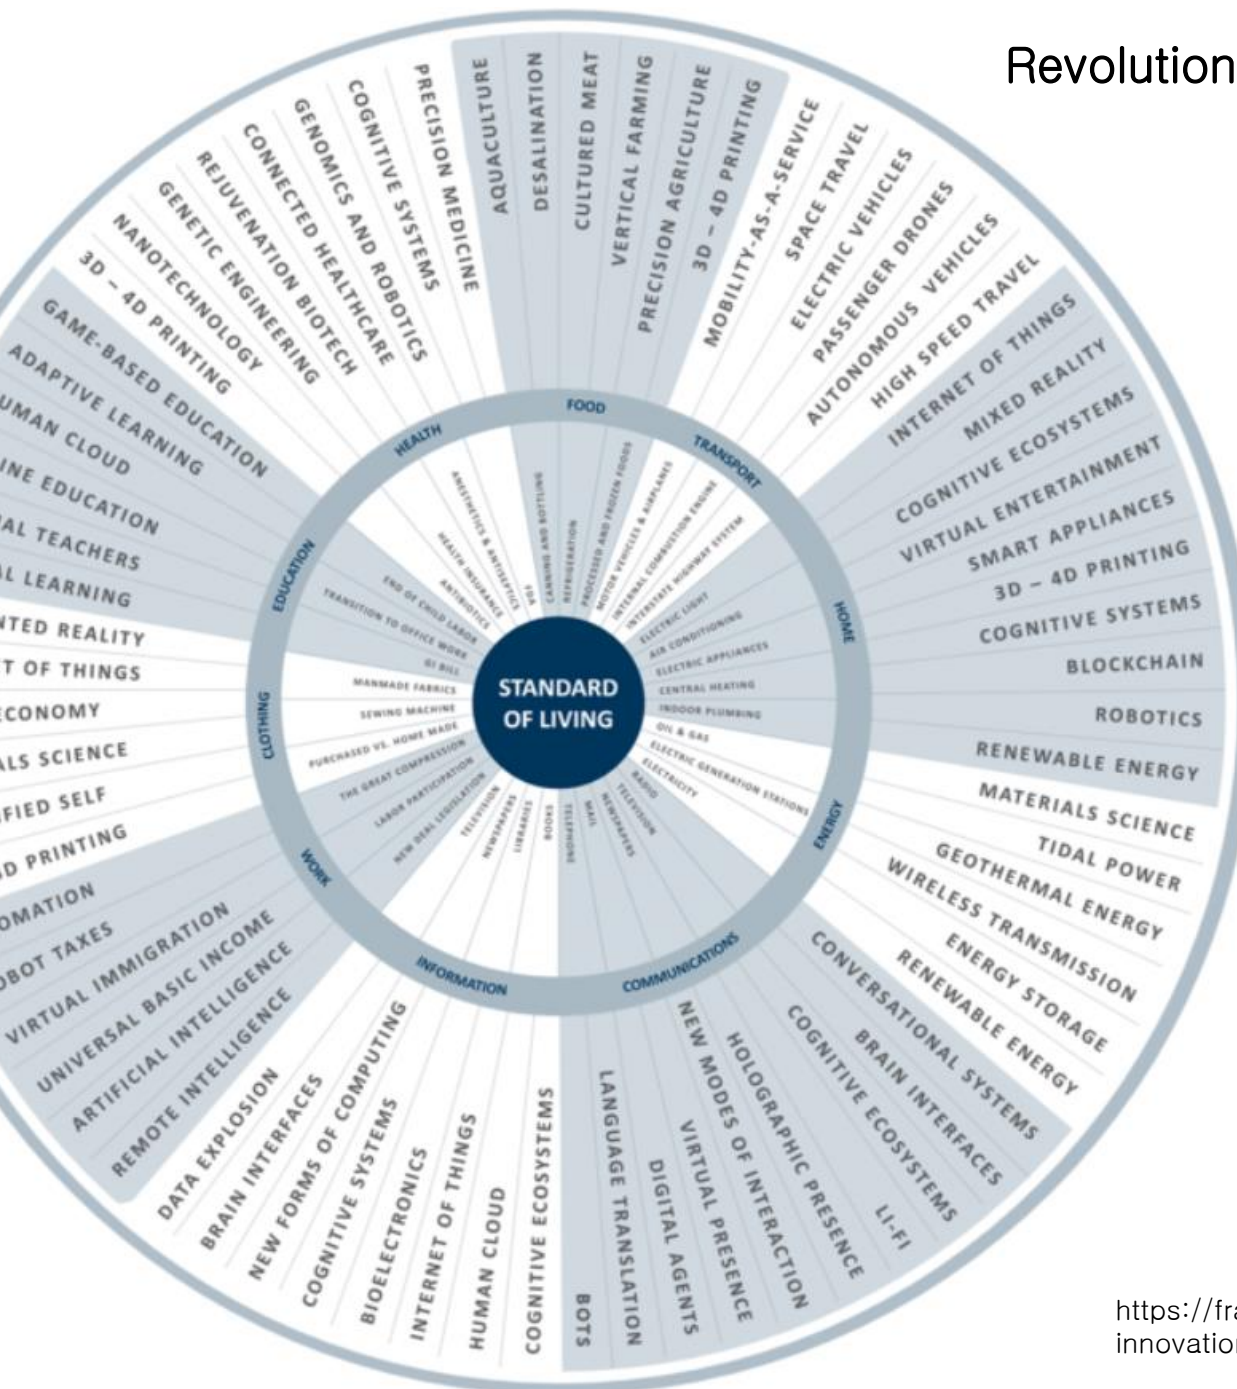 Revolution
AQUACULTURE
DESALINATION
CULTURED MEAT
VERTICAL FARMING
PRECISION AGRICULTURE
3D – 4D PRINTING
MOBILITY-AS-A-SERVICE
SPACE TRAVEL
ELECTRIC VEHICLES
PASSENGER DRONES
AUTONOMOUS VEHICLES
HIGH SPEED TRAVEL
INTERNET OF THINGS
MIXED REALITY
COGNITIVE ECOSYSTEMS
VIRTUAL ENTERTAINMENT
SMART APPLIANCES
3D – 4D PRINTING
COGNITIVE SYSTEMS
BLOCKCHAIN
ROBOTICS
RENEWABLE ENERGY
MATERIALS SCIENCE
TIDAL POWER
GEOTHERMAL ENERGY
WIRELESS TRANSMISSION
ENERGY STORAGE
RENEWABLE ENERGY
CONVERSATIONAL SYSTEMS
BRAIN INTERFACES
COGNITIVE ECOSYSTEMS
LI-FI
HOLOGRAPHIC PRESENCE
NEW MODES OF INTERACTION
VIRTUAL PRESENCE
DIGITAL AGENTS
LANGUAGE TRANSLATION
BOTS
COGNITIVE ECOSYSTEMS
HUMAN CLOUD
INTERNET OF THINGS
BIOELECTRONICS
COGNITIVE SYSTEMS
NEW FORMS OF COMPUTING
BRAIN INTERFACES
DATA EXPLOSION
REMOTE INTELLIGENCE
ARTIFICIAL INTELLIGENCE
UNIVERSAL BASIC INCOME
VIRTUAL IMMIGRATION
OBOT TAXES
OMATION
D PRINTING
FIED SELF
ALS SCIENCE
ECONOMY
T OF THINGS
NTED REALITY
AL LEARNING
AL TEACHERS
INE EDUCATION
UMAN CLOUD
ADAPTIVE LEARNING
GAME-BASED EDUCATION
3D – 4D PRINTING
NANOTECHNOLOGY
GENETIC ENGINEERING
REJUVENATION BIOTECH
CONNECTED HEALTHCARE
GENOMICS AND ROBOTICS
COGNITIVE SYSTEMS
PRECISION MEDICINE
FOOD
TRANSPORT
HOME
ENERGY
COMMUNICATIONS
INFORMATION
WORK
CLOTHING
EDUCATION
HEALTH
CANNING AND BOTTLING
REFRIGERATION
PROCESSED AND FROZEN FOODS
MOTOR VEHICLES & AIRPLANES
INTERNAL COMBUSTION ENGINE
INTERSTATE HIGHWAY SYSTEM
ELECTRIC LIGHT
AIR CONDITIONING
ELECTRIC APPLIANCES
CENTRAL HEATING
INDOOR PLUMBING
OIL & GAS
ELECTRIC GENERATION STATIONS
ELECTRICITY
RADIO
TELEVISION
NEWSPAPERS
MAIL
TELEPHONE
BOOKS
LIBRARIES
NEWSPAPERS
TELEVISION
NEW DEAL LEGISLATION
LABOR PARTICIPATION
THE GREAT COMPRESSION
PURCHASED VS. HOME MADE
SEWING MACHINE
MANMADE FABRICS
GI BILL
TRANSITION TO OFFICE WORK
END OF CHILD LABOR
ANTIBIOTICS
HEALTH INSURANCE
ANESTHETICS & ANTISEPTICS
FDA
STANDARD
OF LIVING
https://fra
innovation